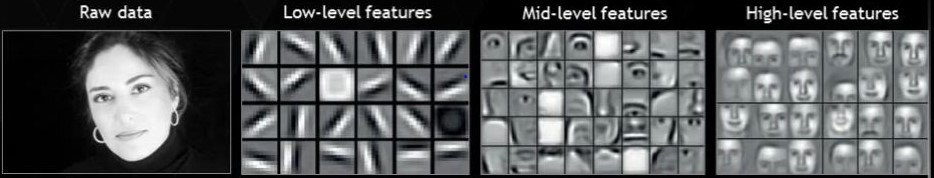 Raw data
Low-level features
Mid-level features
High-level features